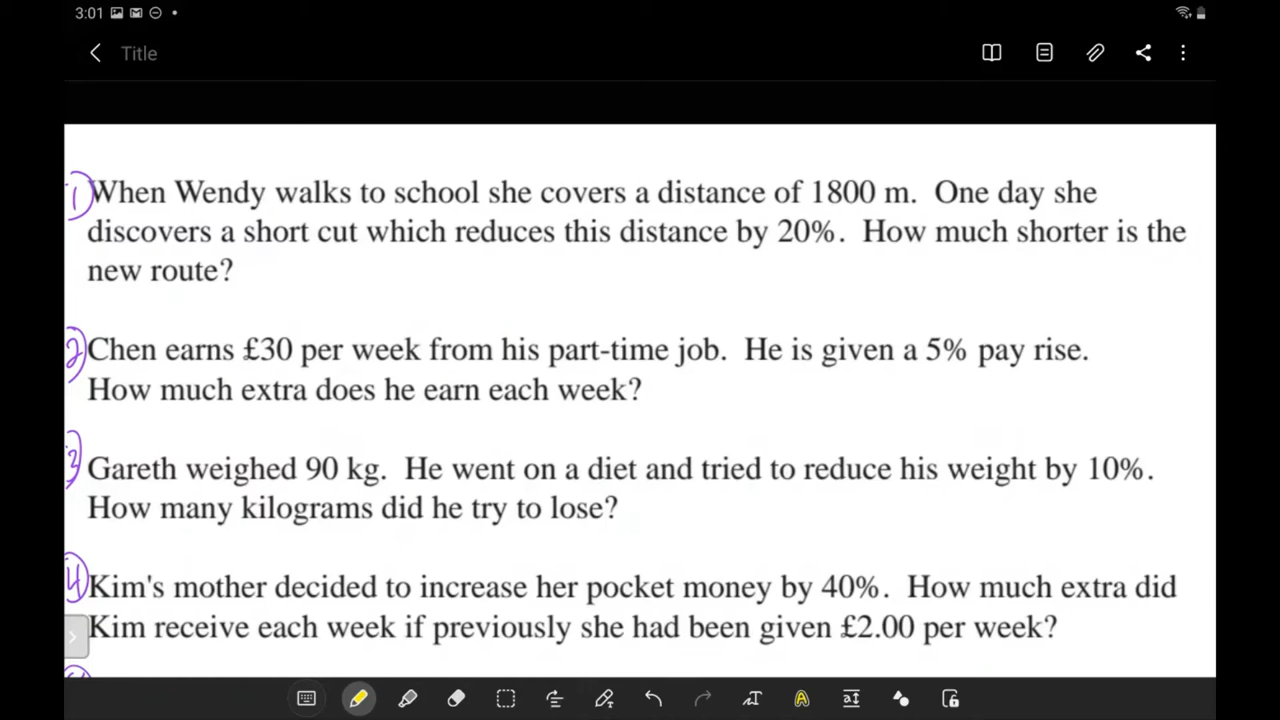 3:01
Title
1 When Wendy walks to school she covers a distance of 1800 m. One day she
discovers a short cut which reduces this distance by 20%. How much shorter is the
new route?
2 Chen earns £30 per week from his part-time job. He is given a 5% pay rise.
How much extra does he earn each week?
3 Gareth weighed 90 kg. He went on a diet and tried to reduce his weight by 10%.
How many kilograms did he try to lose?
4 Kim's mother decided to increase her pocket money by 40%. How much extra did
Kim receive each week if previously she had been given £2.00 per week?